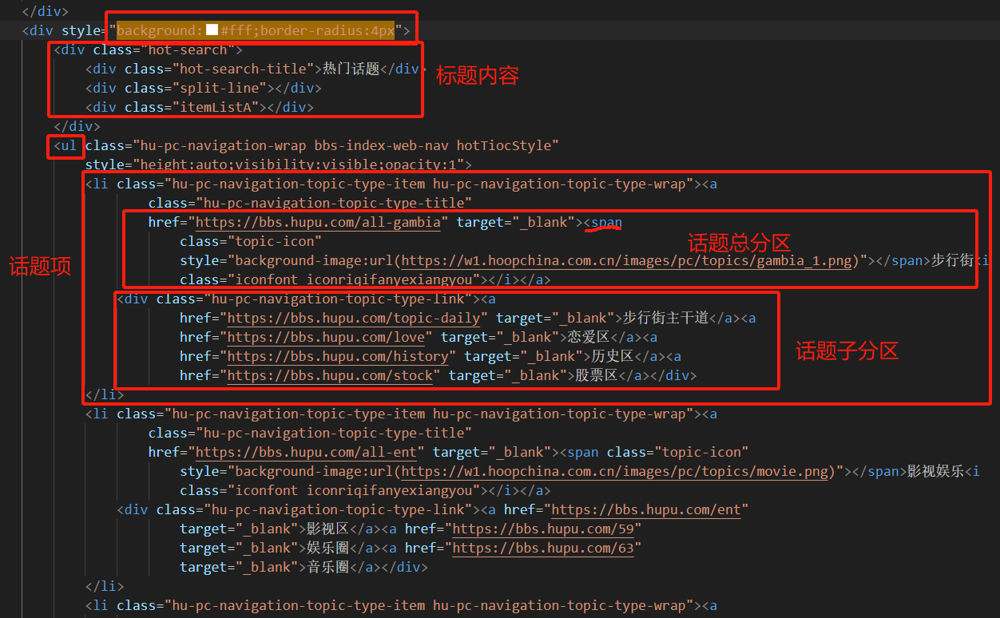 </div>
<div style="background:#fff;border-radius:4px">
<div class="hot-search">
<div class="hot-search-title">热门话题</div>
标题内容
<div class="split-line"></div>
<div class="itemListA"></div>
</div>
<ul class="hu-pc-navigation-wrap bbs-index-web-nav hotTiocStyle"
style="height:auto;visibility:visible;opacity:1">
<li class="hu-pc-navigation-topic-type-item hu-pc-navigation-topic-type-wrap"><a
class="hu-pc-navigation-topic-type-title"
href="https://bbs.hupu.com/all-gambia" target="_blank"><span
class="topic-icon"
话题总分区
style="background-image:url(https://w1.hoopchina.com.cn/images/pc/topics/gambia_1.png)"></span>步行街<i
话题项
class="iconfont iconriqifanyexiangyou"></i></a>
<div class="hu-pc-navigation-topic-type-link"><a
href="https://bbs.hupu.com/topic-daily" target="_blank">步行街主干道</a><a
href="https://bbs.hupu.com/love" target="_blank">恋爱区</a><a
话题子分区
href="https://bbs.hupu.com/history" target="_blank">历史区</a><a
href="https://bbs.hupu.com/stock" target="_blank">股票区</a></div>
</li>
<li class="hu-pc-navigation-topic-type-item hu-pc-navigation-topic-type-wrap"><a
class="hu-pc-navigation-topic-type-title"
href="https://bbs.hupu.com/all-ent" target="_blank"><span class="topic-icon"
style="background-image:url(https://w1.hoopchina.com.cn/images/pc/topics/movie.png)"></span>影视娱乐<i
class="iconfont iconriqifanyexiangyou"></i></a>
<div class="hu-pc-navigation-topic-type-link"><a href="https://bbs.hupu.com/ent"
target="_blank">影视区</a><a href="https://bbs.hupu.com/59"
target="_blank">娱乐圈</a><a href="https://bbs.hupu.com/63"
target="_blank">音乐圈</a></div>
</li>
<li class="hu-pc-navigation-topic-type-item hu-pc-navigation-topic-type-wrap"><a